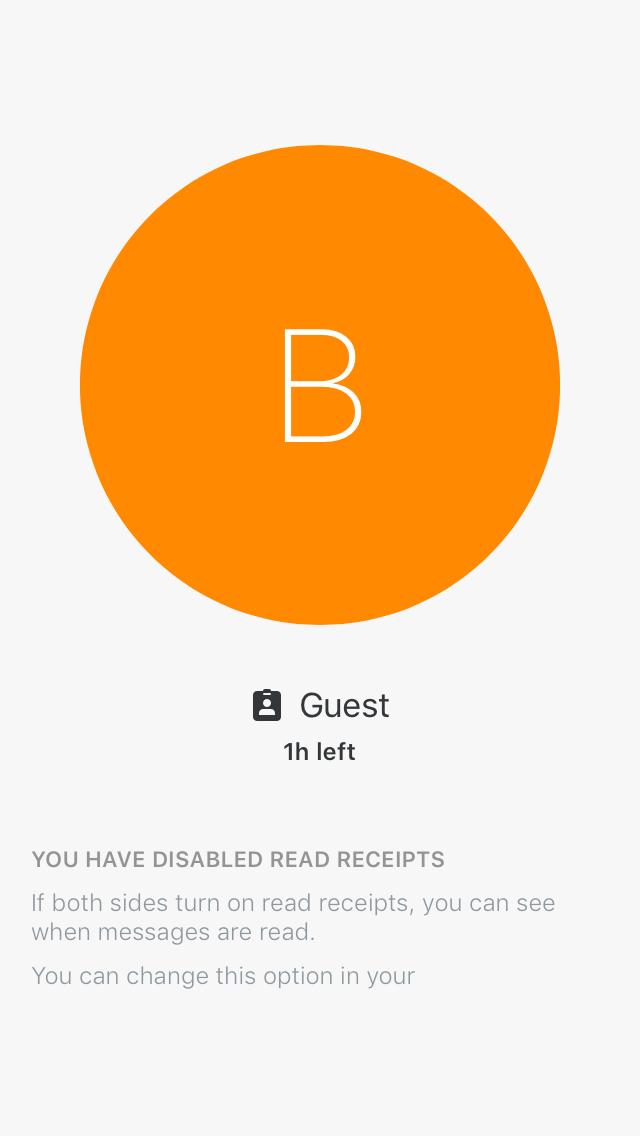 B
Guest
1h left
YOU HAVE DISABLED READ RECEIPTS
If both sides turn on read receipts, you can see
when messages are read.
You can change this option in your